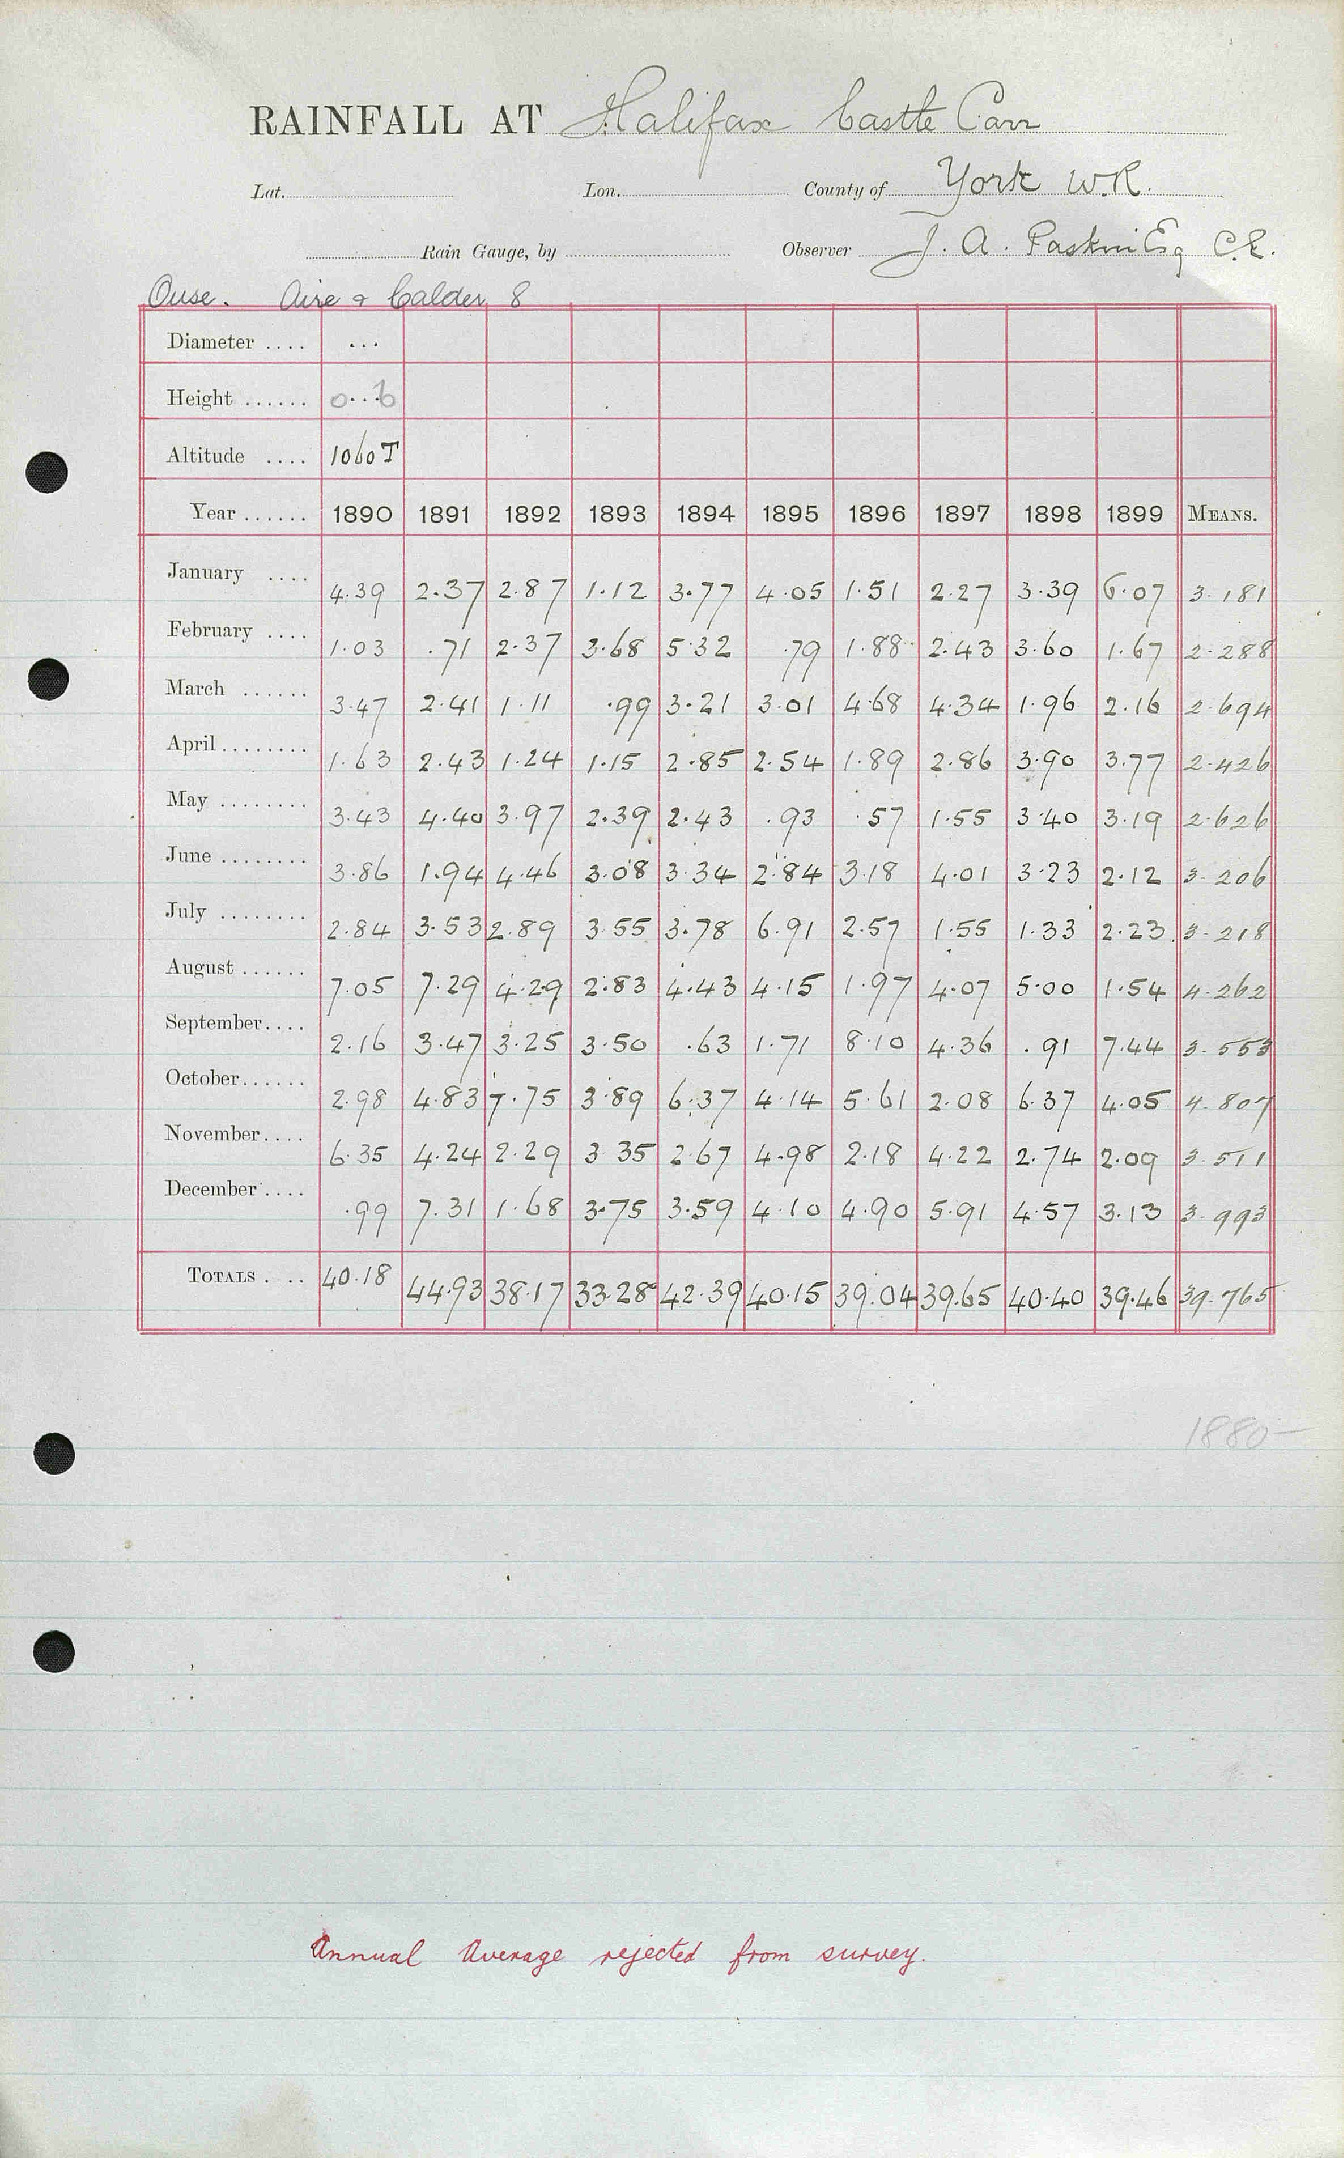 RAINFALL AT Halifax Castle Carr
Lat. Lon. County of York W.R.
Rain Gauge, by Observer J. A. Paskin Esq C.E.
Ouse. Aire & Calder 8
Diameter .... ...
Height ...... 0...6
Altitude .... 1060 T
Year ...... 1890 1891 1892 1893 1894 1895 1896 1897 1898 1899 MEANS.
January .... 4.39 2.37 2.87 1.12 3.77 4.05 1.51 2.27 3.39 6.07 3.181
February .... 1.03 .71 2.37 3.68 5.32 .79 1.88 2.43 3.60 1.67 2.288
March ...... 3.47 2.41 1.11 .99 3.21 3.01 4.68 4.34 1.96 2.16 2.694
April ........ 1.63 2.43 1.24 1.15 2.85 2.54 1.89 2.86 3.90 3.77 2.426
May ........ 3.43 4.40 3.97 2.39 2.43 .93 .57 1.55 3.40 3.19 2.626
June ........ 3.86 1.94 4.46 3.08 3.34 2.84 3.18 4.01 3.23 2.12 3.206
July ........ 2.84 3.53 2.89 3.55 3.78 6.91 2.57 1.55 1.33 2.23 3.218
August ...... 7.05 7.29 4.29 2.83 4.43 4.15 1.97 4.07 5.00 1.54 4.262
September.... 2.16 3.47 3.25 3.50 .63 1.71 8.10 4.36 .91 7.44 3.553
October...... 2.98 4.83 7.75 3.89 6.37 4.14 5.61 2.08 6.37 4.05 4.807
November.... 6.35 4.24 2.29 3.35 2.67 4.98 2.18 4.22 2.74 2.09 3.511
December .... .99 7.31 1.68 3.75 3.59 4.10 4.90 5.91 4.57 3.13 3.993
TOTALS .... 40.18 44.93 38.17 33.28 42.39 40.15 39.04 39.65 40.40 39.46 39.765
1880-
Annual Average rejected from survey.